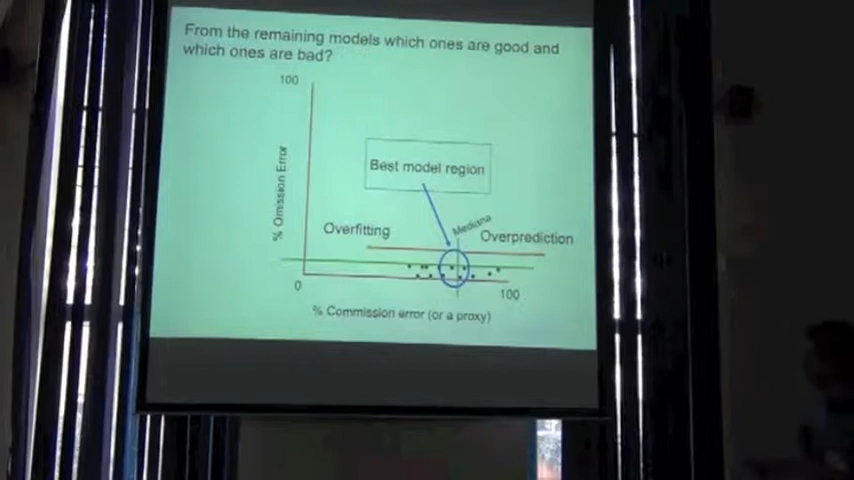 From the remaining models which ones are good and
which ones are bad?
100
% Omission Error
Best model region
Overfitting
Mediana
Overprediction
0
100
% Commission error (or a proxy)